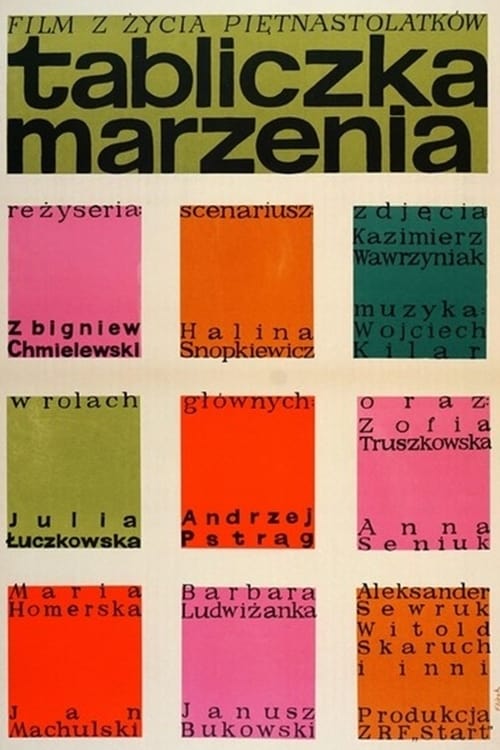 FILM Z ŻYCIA PIĘTNASTOLATKÓW
tabliczka
marzenia
reżyseria:
Zbigniew
Chmielewski
scenariusz:
Halina
Snopkiewicz
zdjęcia
Kazimierz
Wawrzyniak
muzyka:
Wojciech
Kilar
w rolach
głównych:
Julia
Łuczkowska
Andrzej
Pstrąg
oraz:
Zofia
Truszkowska
Anna
Seniuk
Maria
Homerska
Jan
Machulski
Barbara
Ludwiżanka
Janusz
Bukowski
Aleksander
Sewruk
Witold
Skaruch
i inni
Produkcja
ZRF„Start"